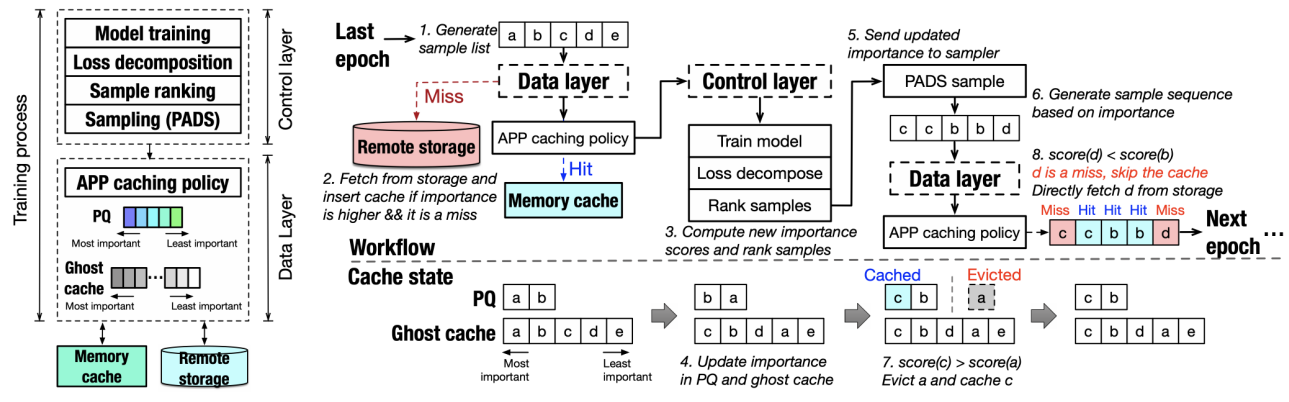 Training process
Model training
Loss decomposition
Sample ranking
Sampling (PADS)
Control layer
APP caching policy
PQ
Most important
Least important
Ghost
cache
...
Most important
Least important
Data Layer
Memory
cache
Remote
storage
Last
epoch
1. Generate
sample list
a b c d e
Data layer
Miss
Remote storage
APP caching policy
Hit
Memory cache
2. Fetch from storage and
insert cache if importance
is higher && it is a miss
Control layer
Train model
Loss decompose
Rank samples
3. Compute new importance
scores and rank samples
5. Send updated
importance to sampler
PADS sample
6. Generate sample sequence
based on importance
c c b b d
Data layer
8. score(d) < score(b)
d is a miss, skip the cache
Directly fetch d from storage
APP caching policy
Miss Hit Hit Hit Miss
c c b b d
Next
epoch
...
Workflow
Cache state
PQ
a b
b a
Cached
Evicted
c b
a
c b
Ghost cache
a b c d e
c b d a e
c b d a e
c b d a e
Most
important
Least
important
4. Update importance
in PQ and ghost cache
7. score(c) > score(a)
Evict a and cache c